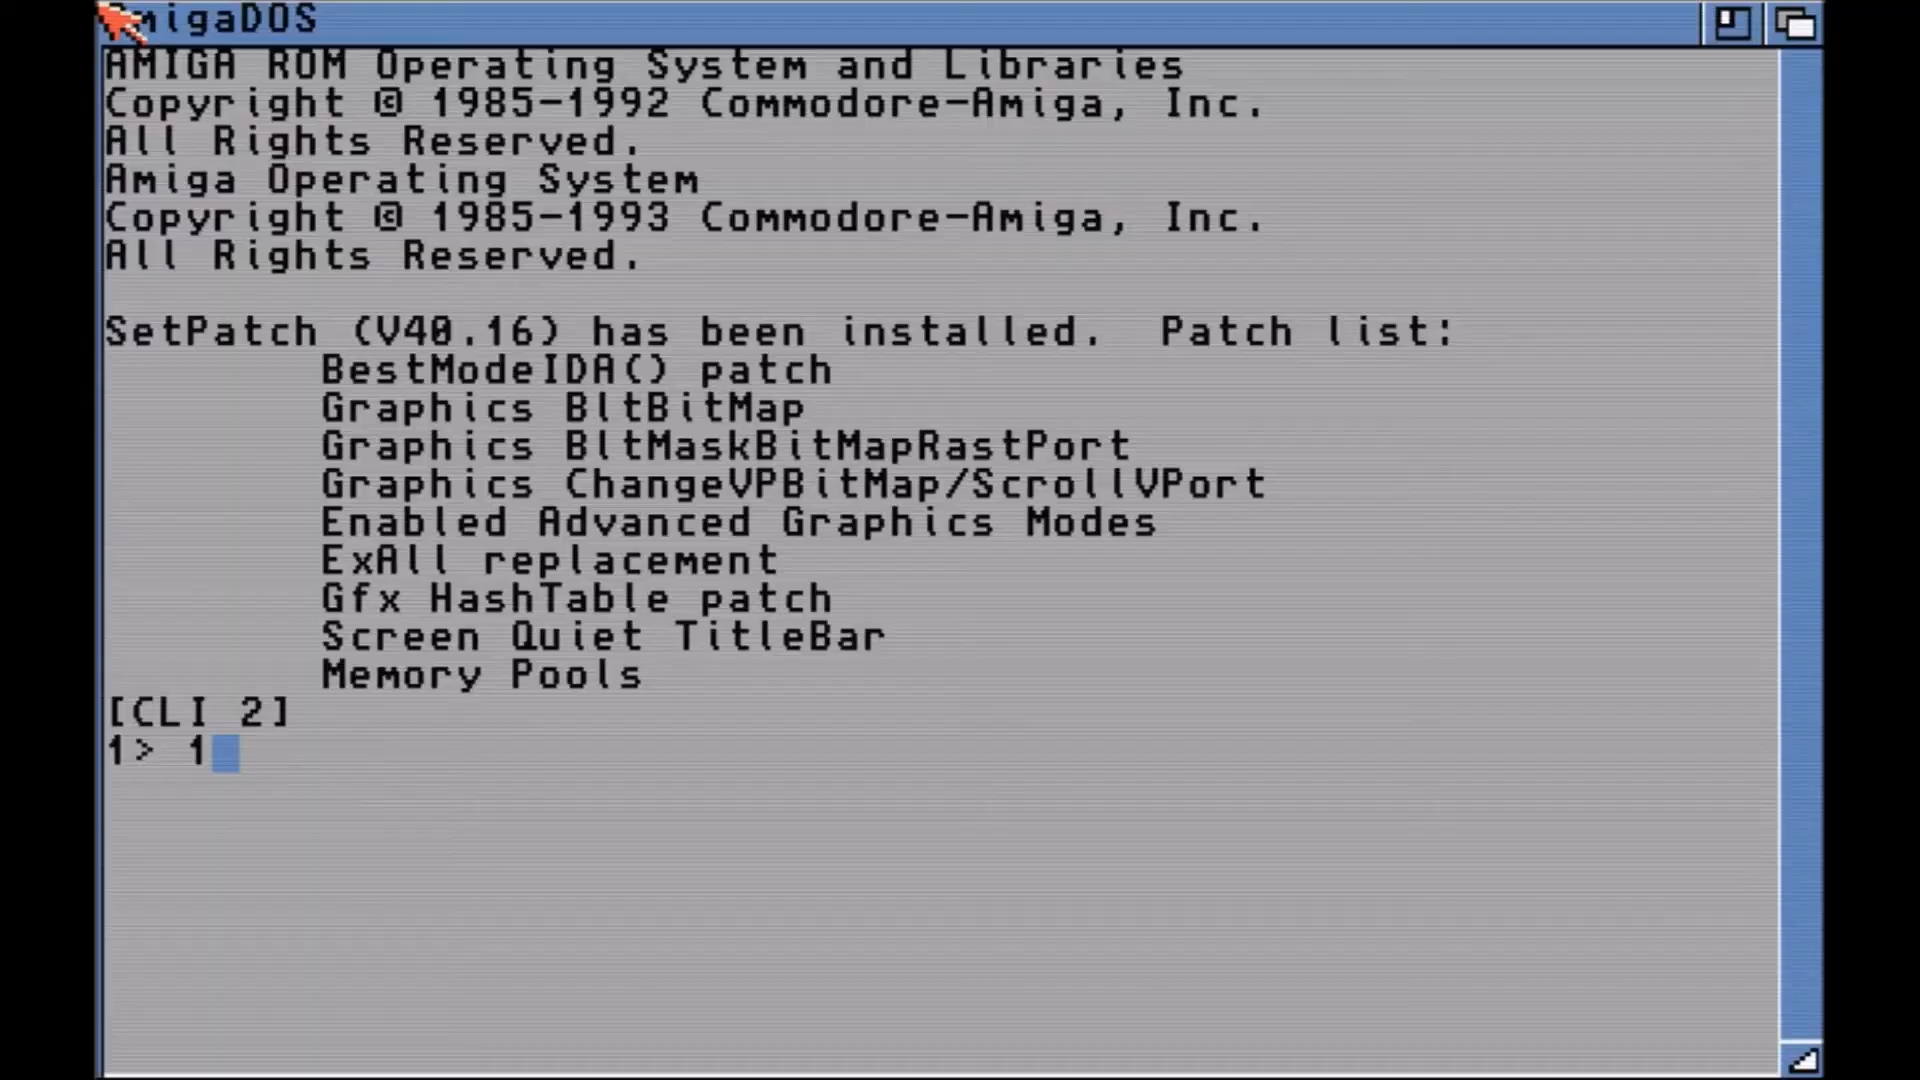 AmigaDOS
AMIGA ROM Operating System and Libraries
Copyright © 1985-1992 Commodore-Amiga, Inc.
All Rights Reserved.
Amiga Operating System
Copyright © 1985-1993 Commodore-Amiga, Inc.
All Rights Reserved.
SetPatch (V40.16) has been installed.  Patch list:
BestModeIDA() patch
Graphics BltBitMap
Graphics BltMaskBitMapRastPort
Graphics ChangeVPBitMap/ScrollVPort
Enabled Advanced Graphics Modes
ExAll replacement
Gfx HashTable patch
Screen Quiet TitleBar
Memory Pools
[CLI 2]
1> 1